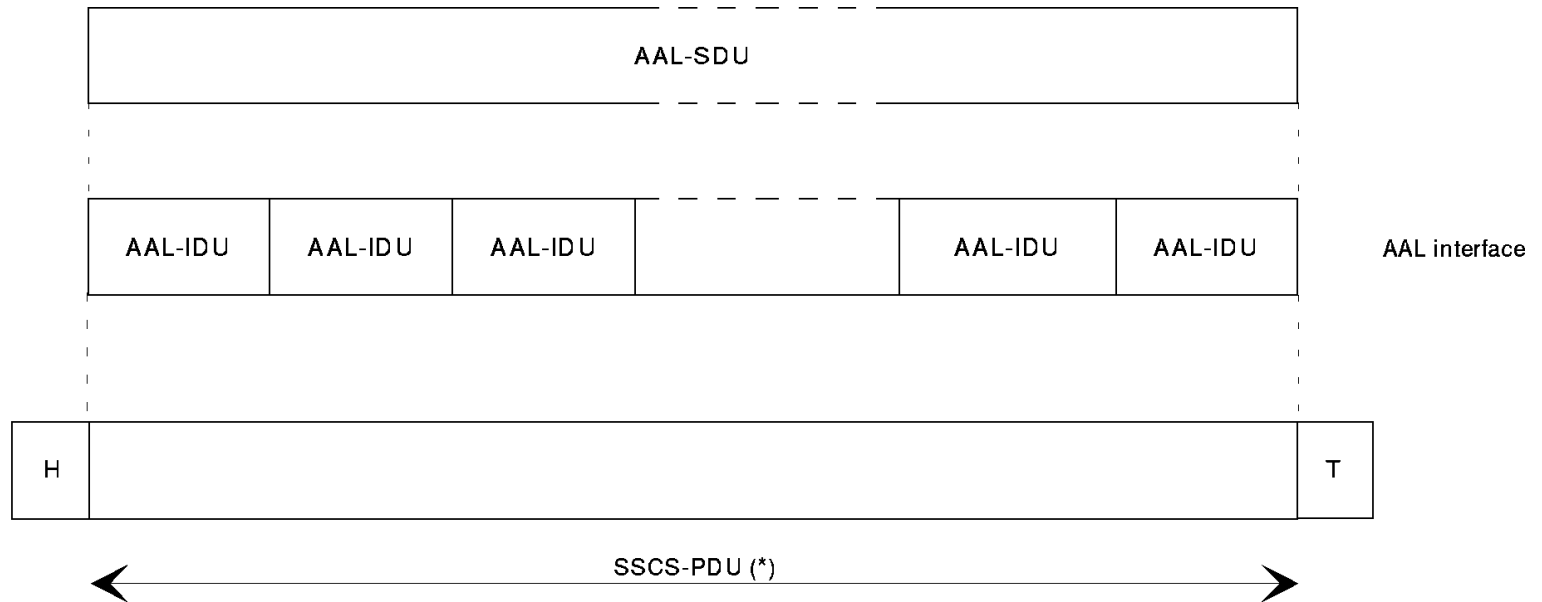 AAL-SDU
AAL-IDU AAL-IDU AAL-IDU AAL-IDU AAL-IDU AAL interface
H T
SSCS-PDU (*)